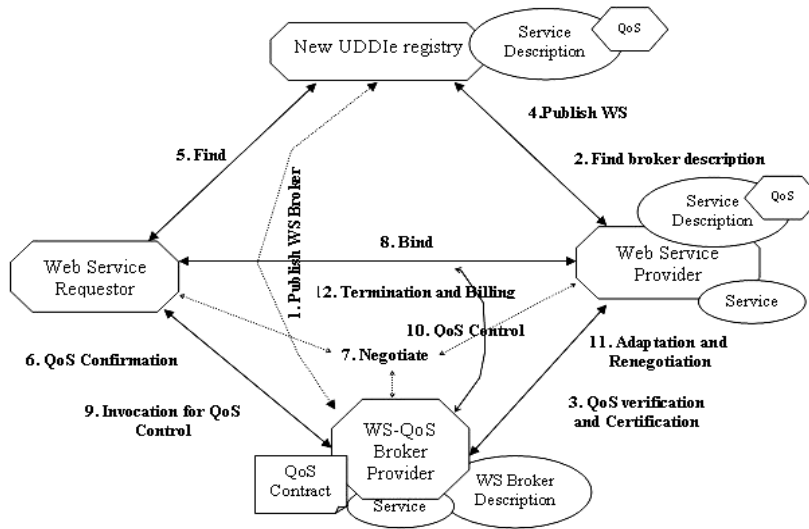 New UDDIe registry
Service
Description
QoS
4.Publish WS
5. Find
2. Find broker description
Service
Description
QoS
1. Publish WS Broker
8. Bind
Web Service
Requestor
Web Service
Provider
12. Termination and Billing
Service
10. QoS Control
6. QoS Confirmation
7. Negotiate
11. Adaptation and
Renegotiation
9. Invocation for QoS
Control
3. QoS verification
and Certification
WS-QoS
Broker
Provider
QoS
Contract
Service
WS Broker
Description